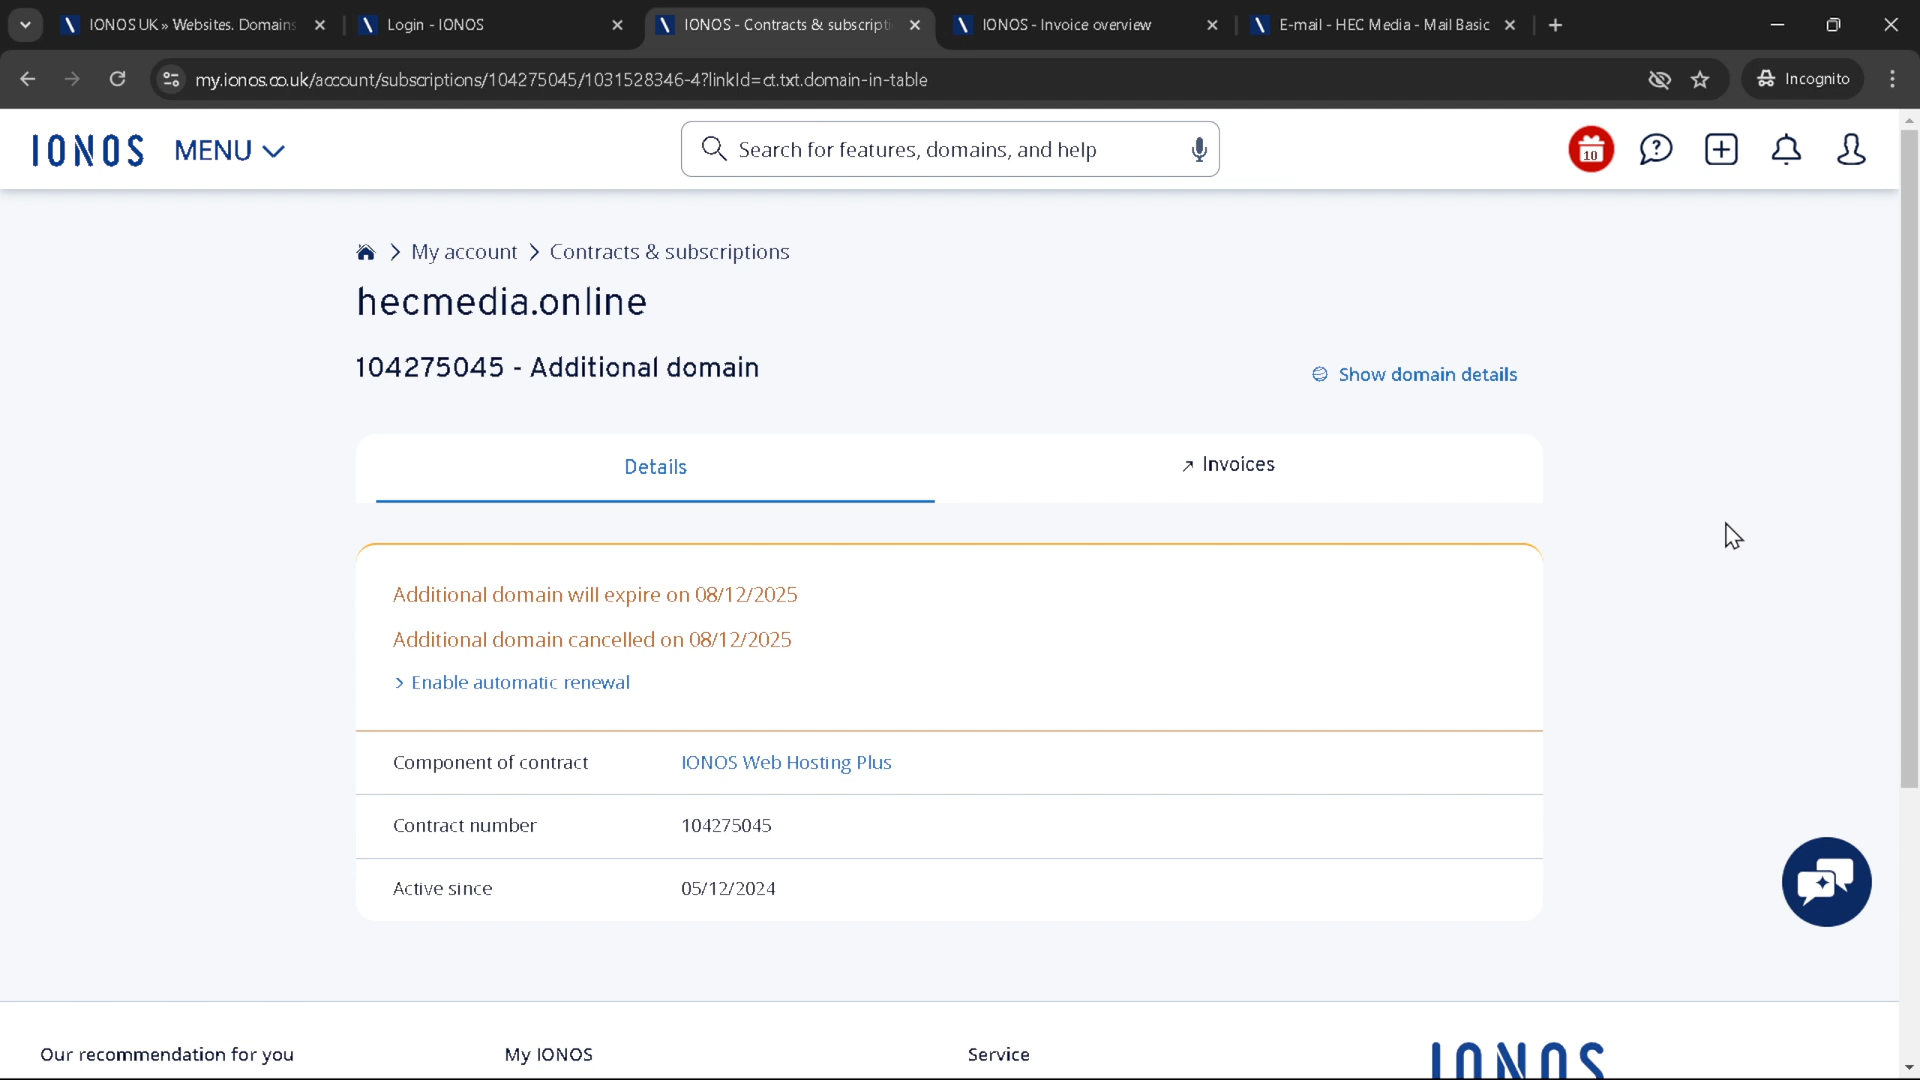 IONOS UK » Websites. Domains
Login - IONOS
IONOS - Contracts & subscripti
IONOS - Invoice overview
E-mail - HEC Media - Mail Basic
my.ionos.co.uk/account/subscriptions/104275045/1031528346-4?linkId=ct.txt.domain-in-table
Incognito
IONOS
MENU
Search for features, domains, and help
10
My account
Contracts & subscriptions
hecmedia.online
104275045 - Additional domain
Show domain details
Details
Invoices
Additional domain will expire on 08/12/2025
Additional domain cancelled on 08/12/2025
> Enable automatic renewal
Component of contract
IONOS Web Hosting Plus
Contract number
104275045
Active since
05/12/2024
Our recommendation for you
My IONOS
Service
IONOS